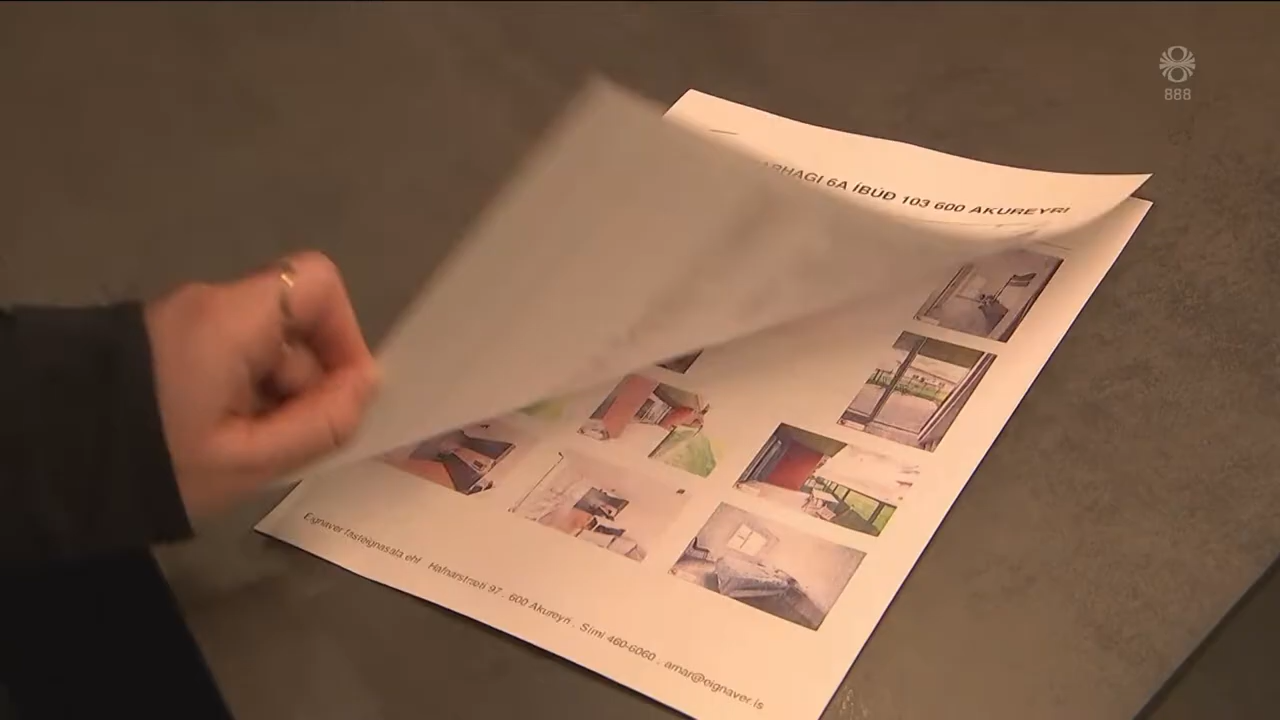 888
6A ÍBÚÐ 103 600 AKUREYRI
Eignaver fasteignasala ehf . Hafnarstræti 97 . 600 Akureyri . Sími 460-6060 . arnar@eignaver.is